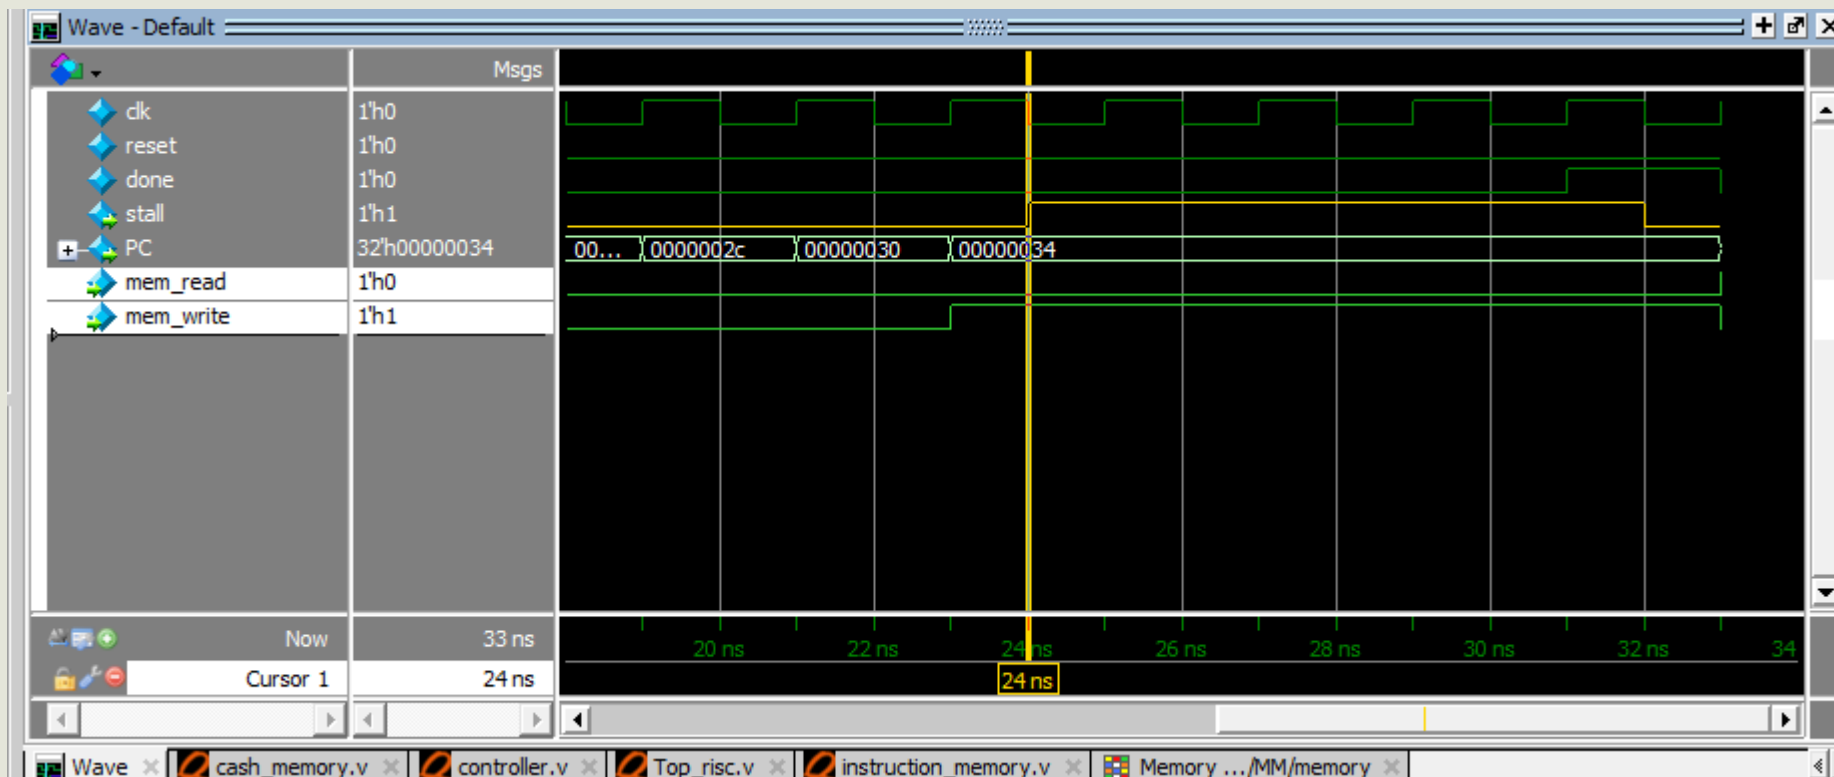 Wave - Default
Msgs
clk 1'h0
reset 1'h0
done 1'h0
stall 1'h1
PC 32'h00000034 00... 0000002c 00000030 00000034
mem_read 1'h0
mem_write 1'h1
Now 33 ns 20 ns 22 ns 24 ns 26 ns 28 ns 30 ns 32 ns 34
Cursor 1 24 ns 24 ns
Wave cash_memory.v controller.v Top_risc.v instruction_memory.v Memory .../MM/memory